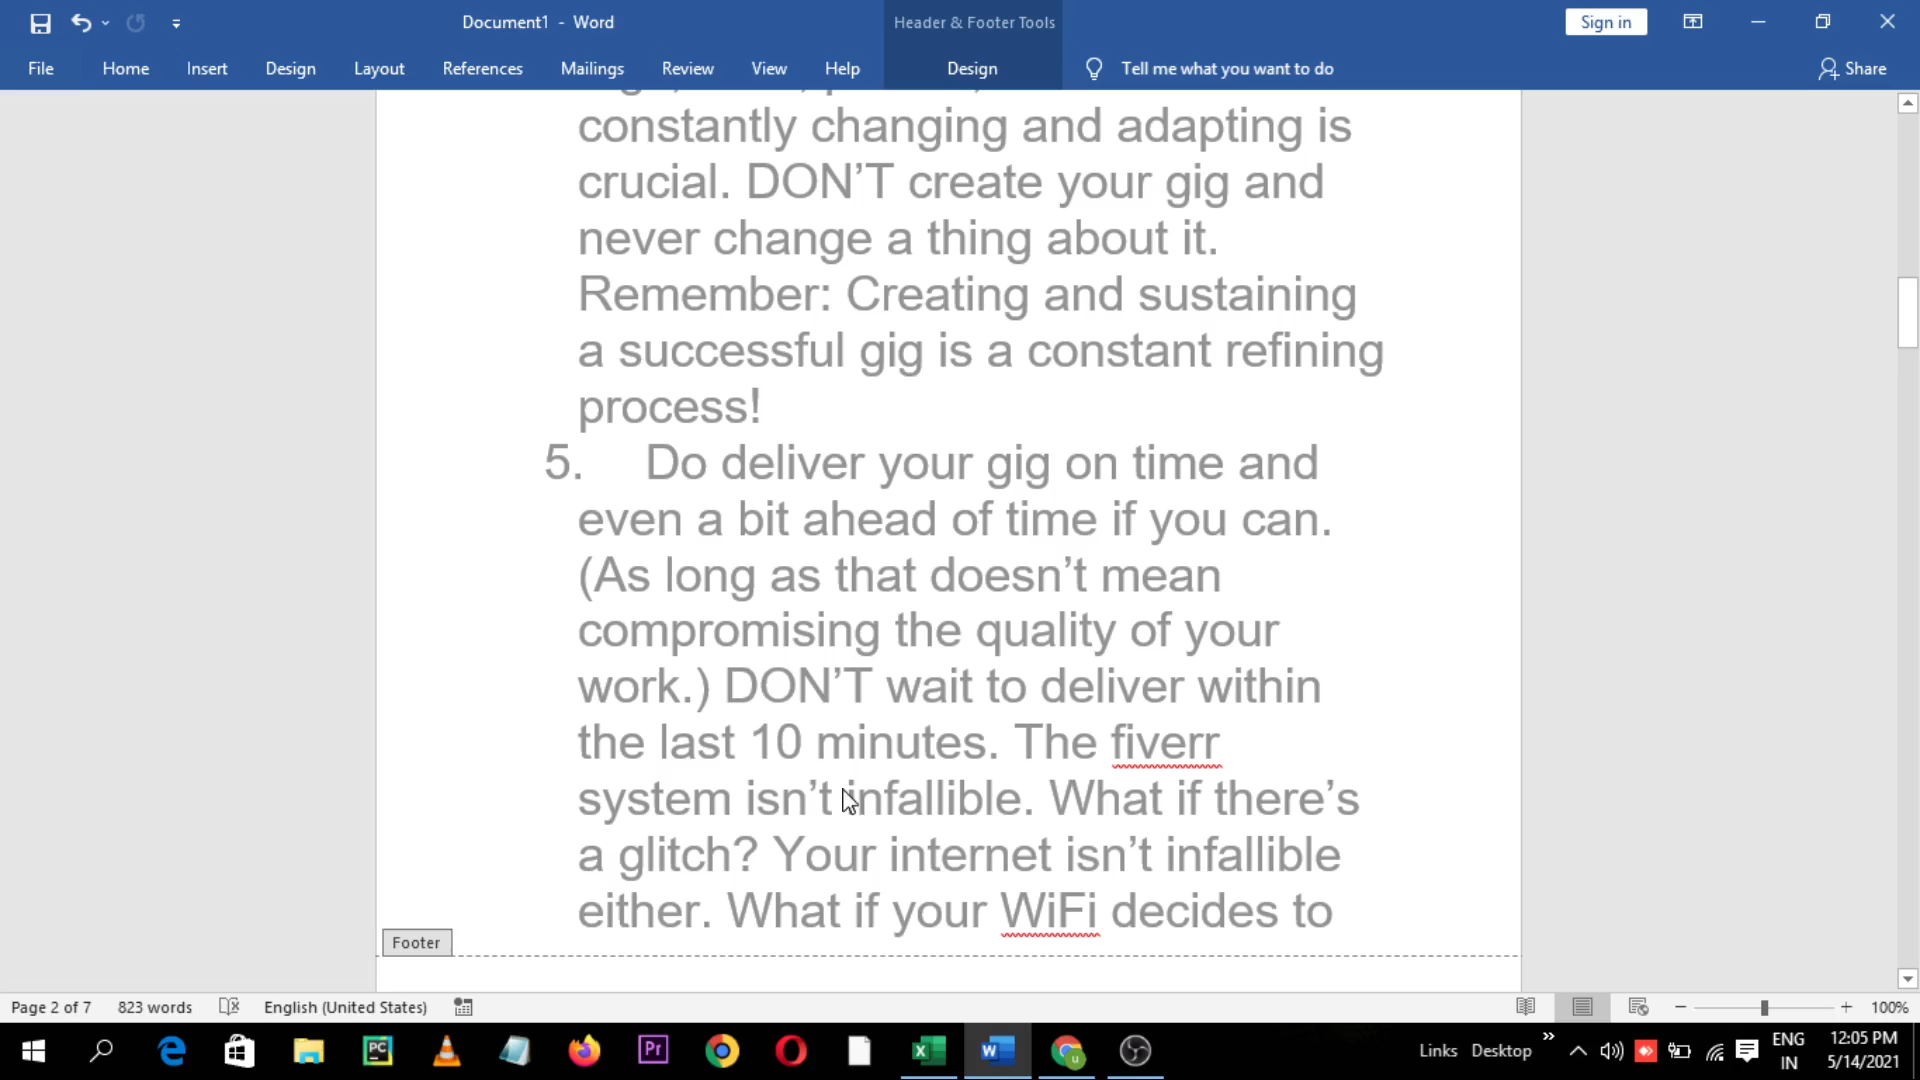 Document1 - Word
Header & Footer Tools
Sign in
File
Home
Insert
Design
Layout
References
Mailings
Review
View
Help
Design
Tell me what you want to do
Share
constantly changing and adapting is
crucial. DON’T create your gig and
never change a thing about it.
Remember: Creating and sustaining
a successful gig is a constant refining
process!
5. Do deliver your gig on time and
even a bit ahead of time if you can.
(As long as that doesn’t mean
compromising the quality of your
work.) DON’T wait to deliver within
the last 10 minutes. The fiverr
system isn’t infallible. What if there’s
a glitch? Your internet isn’t infallible
either. What if your WiFi decides to
Footer
Page 2 of 7
823 words
English (United States)
100%
Links
Desktop
ENG
IN
12:05 PM
5/14/2021